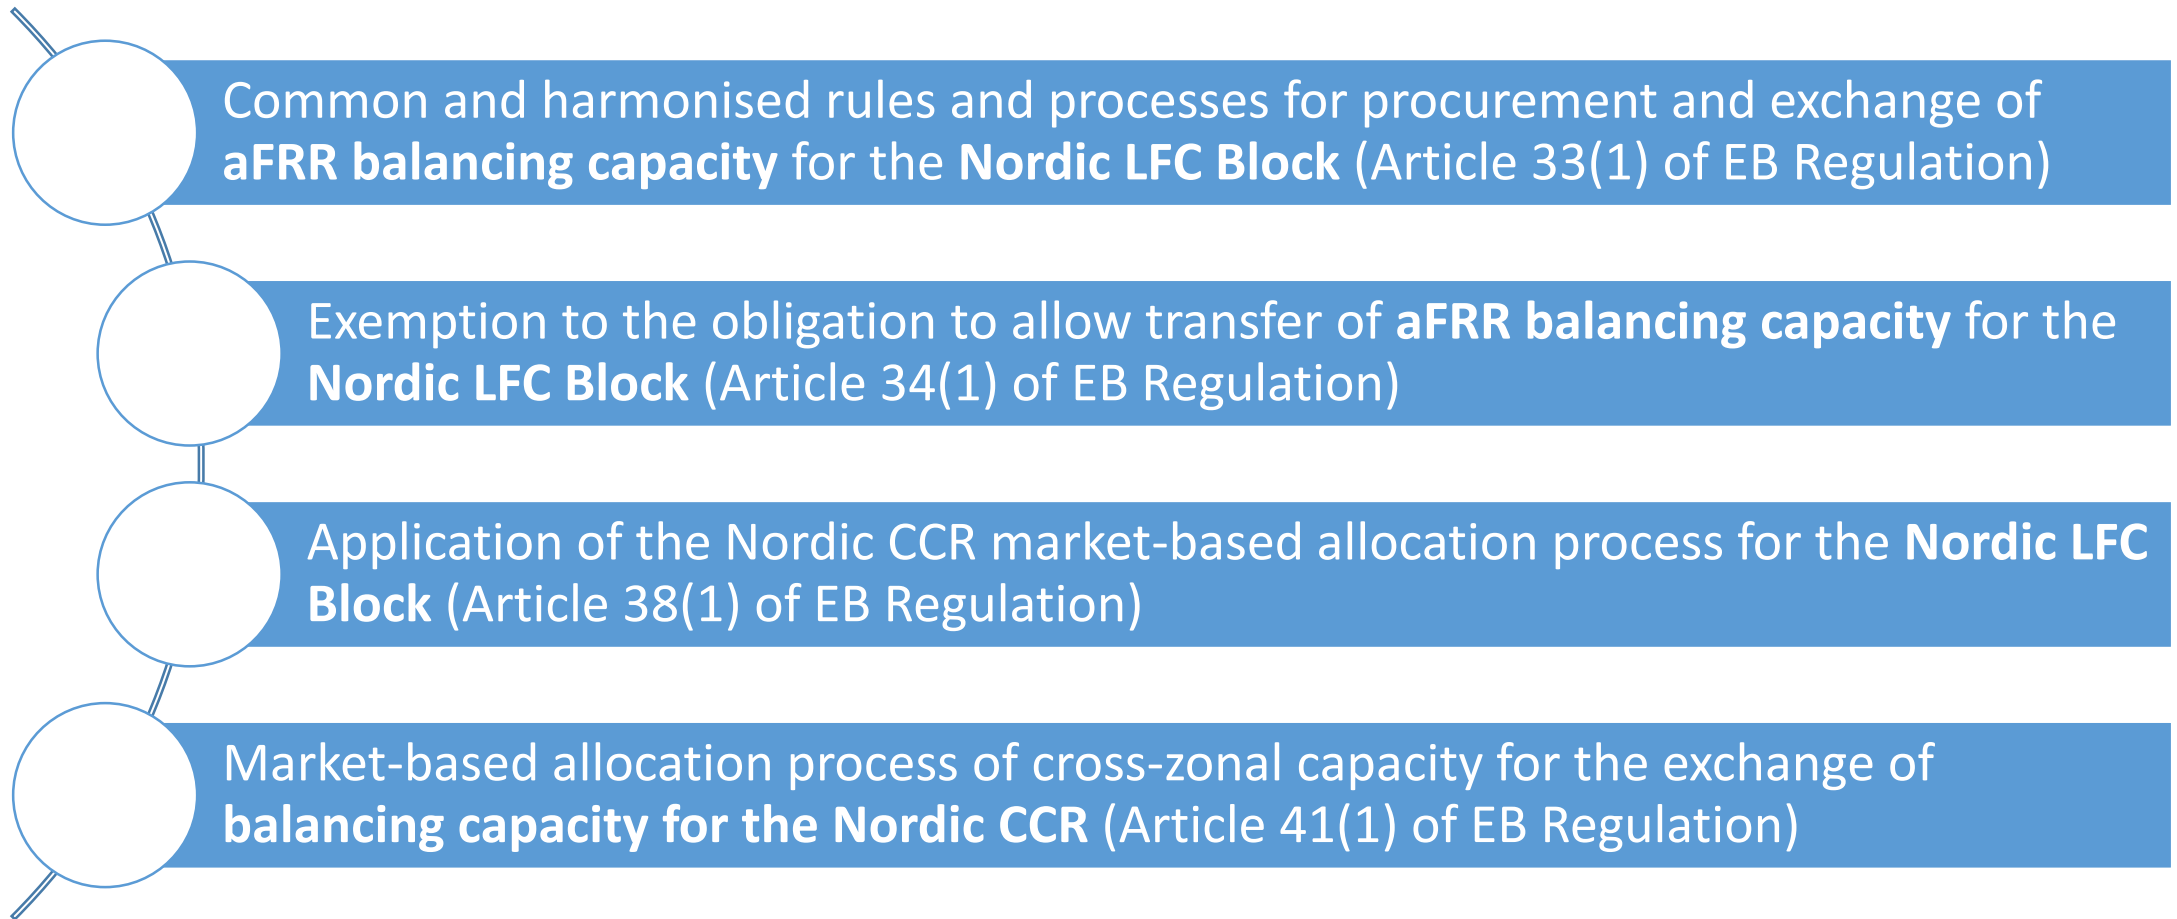 Common and harmonised rules and processes for procurement and exchange of
aFRR balancing capacity for the Nordic LFC Block (Article 33(1) of EB Regulation)
Exemption to the obligation to allow transfer of aFRR balancing capacity for the
Nordic LFC Block (Article 34(1) of EB Regulation)
Application of the Nordic CCR market-based allocation process for the Nordic LFC
Block (Article 38(1) of EB Regulation)
Market-based allocation process of cross-zonal capacity for the exchange of
balancing capacity for the Nordic CCR (Article 41(1) of EB Regulation)